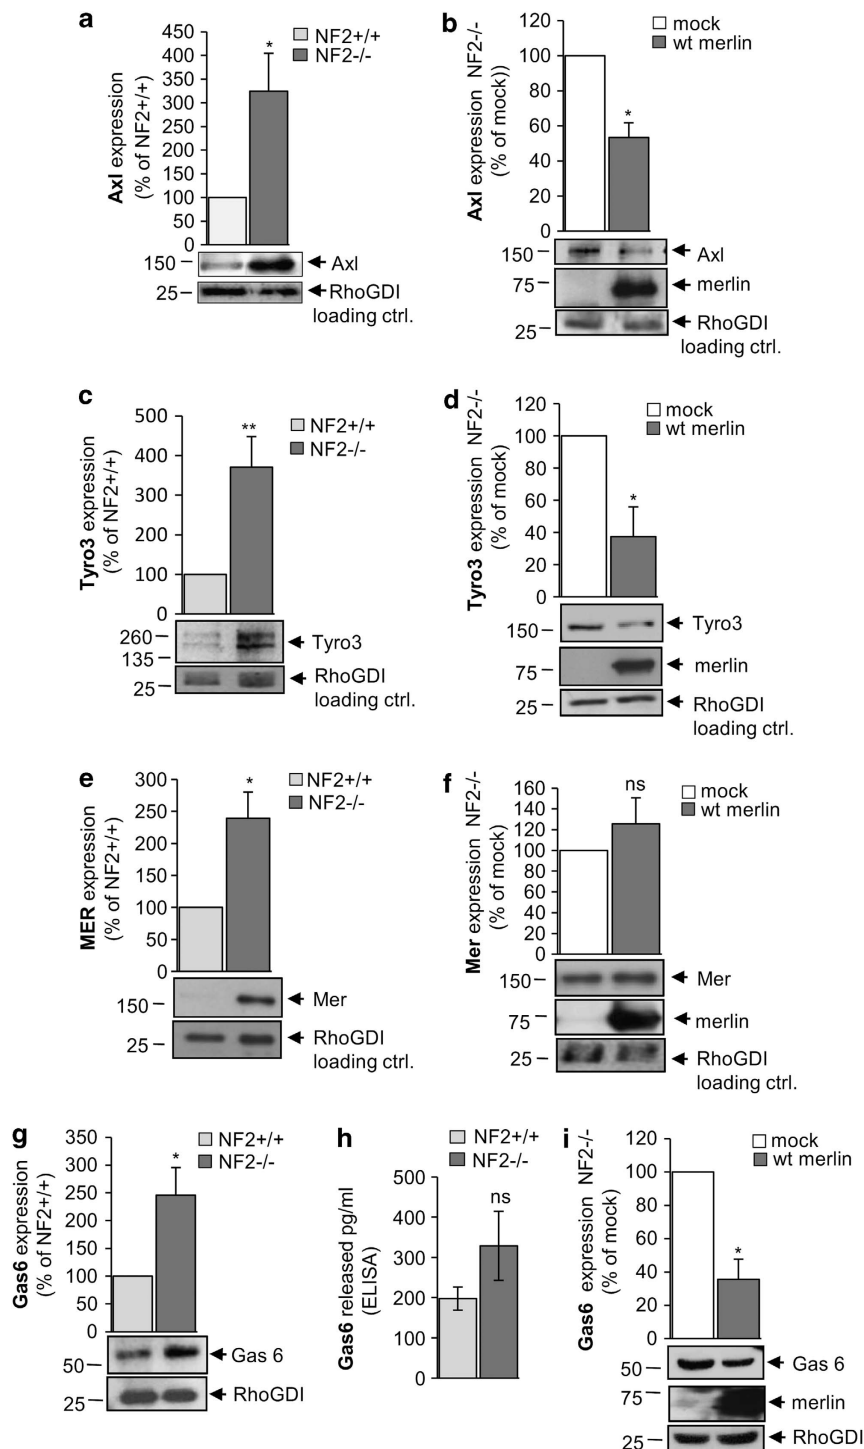 a
Axl expression
(% of NF2+/+)
450
400
350
300
250
200
150
100
50
0
*
NF2+/+
NF2-/-
150
Axl
25
RhoGDI
loading ctrl.
b
Axl expression NF2-/-
(% of mock))
120
100
80
60
40
20
0
*
mock
wt merlin
150
Axl
75
merlin
25
RhoGDI
loading ctrl.
c
Tyro3 expression
(% of NF2+/+)
500
400
300
200
100
0
**
NF2+/+
NF2-/-
260
135
Tyro3
25
RhoGDI
loading ctrl.
d
Tyro3 expression NF2-/-
(% of mock)
120
100
80
60
40
20
0
*
mock
wt merlin
150
Tyro3
75
merlin
25
RhoGDI
loading ctrl.
e
MER expression
(% of NF2+/+)
300
250
200
150
100
50
0
*
NF2+/+
NF2-/-
150
Mer
25
RhoGDI
loading ctrl.
f
Mer expression NF2-/-
(% of mock)
160
140
120
100
80
60
40
20
0
ns
mock
wt merlin
150
Mer
75
merlin
25
RhoGDI
loading ctrl.
g
Gas6 expression
(% of NF2+/+)
350
300
250
200
150
100
50
0
*
NF2+/+
NF2-/-
50
Gas 6
25
RhoGDI
h
Gas6 released pg/ml
(ELISA)
500
400
300
200
100
0
ns
NF2+/+
NF2-/-
i
Gas6 expression NF2-/-
(% of mock)
120
100
80
60
40
20
0
*
mock
wt merlin
50
Gas 6
75
merlin
25
RhoGDI